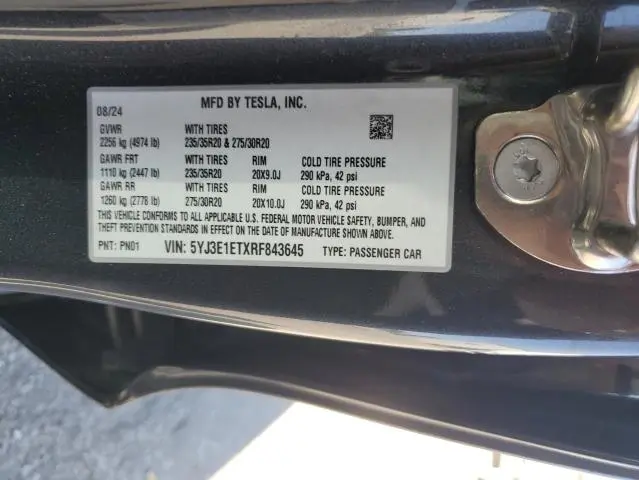 MFD BY TESLA, INC.
08/24
GVWR WITH TIRES
2256 kg (4974 lb) 235/35R20 & 275/30R20
GAWR FRT WITH TIRES RIM COLD TIRE PRESSURE
1110 kg (2447 lb) 235/35R20 20X9.0J 290 kPa, 42 psi
GAWR RR WITH TIRES RIM COLD TIRE PRESSURE
1260 kg (2778 lb) 275/30R20 20X10.0J 290 kPa, 42 psi
THIS VEHICLE CONFORMS TO ALL APPLICABLE U.S. FEDERAL MOTOR VEHICLE SAFETY, BUMPER, AND
THEFT PREVENTION STANDARDS IN EFFECT ON THE DATE OF MANUFACTURE SHOWN ABOVE.
PNT: PN01 VIN: 5YJ3E1ETXRF843645 TYPE: PASSENGER CAR